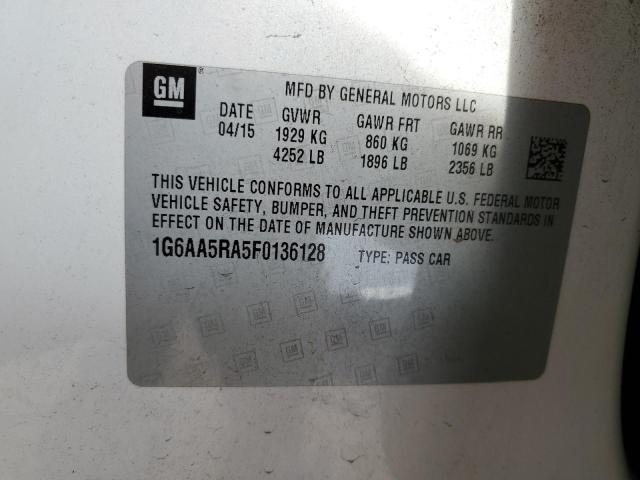 GM
MFD BY GENERAL MOTORS LLC
DATE GVWR GAWR FRT GAWR RR
04/15 1929 KG 860 KG 1069 KG
4252 LB 1896 LB 2356 LB
THIS VEHICLE CONFORMS TO ALL APPLICABLE U.S. FEDERAL MOTOR
VEHICLE SAFETY, BUMPER, AND THEFT PREVENTION STANDARDS IN
EFFECT ON THE DATE OF MANUFACTURE SHOWN ABOVE.
1G6AA5RA5F0136128 TYPE: PASS CAR